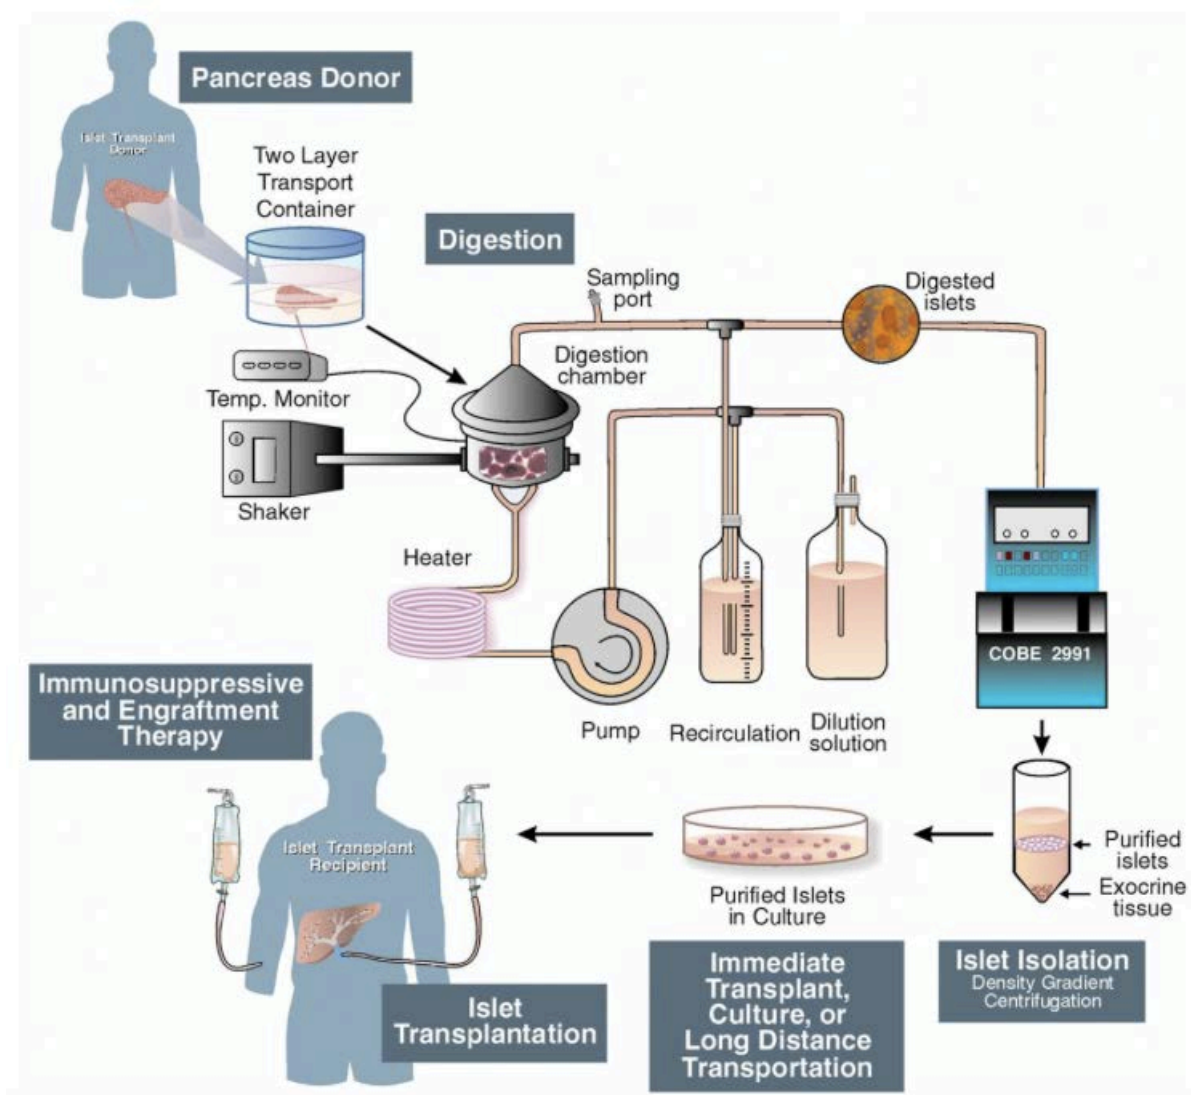 Pancreas Donor
Islet Transplant
Donor
Two Layer
Transport
Container
Digestion
Sampling
port
Digested
islets
Digestion
chamber
Temp. Monitor
Shaker
Heater
COBE 2991
Immunosuppressive
and Engraftment
Therapy
Pump
Recirculation
Dilution
solution
Islet Transplant
Recipient
Purified
islets
Exocrine
tissue
Purified Islets
in Culture
Islet Isolation
Density Gradient
Centrifugation
Immediate
Transplant,
Culture, or
Long Distance
Transportation
Islet
Transplantation